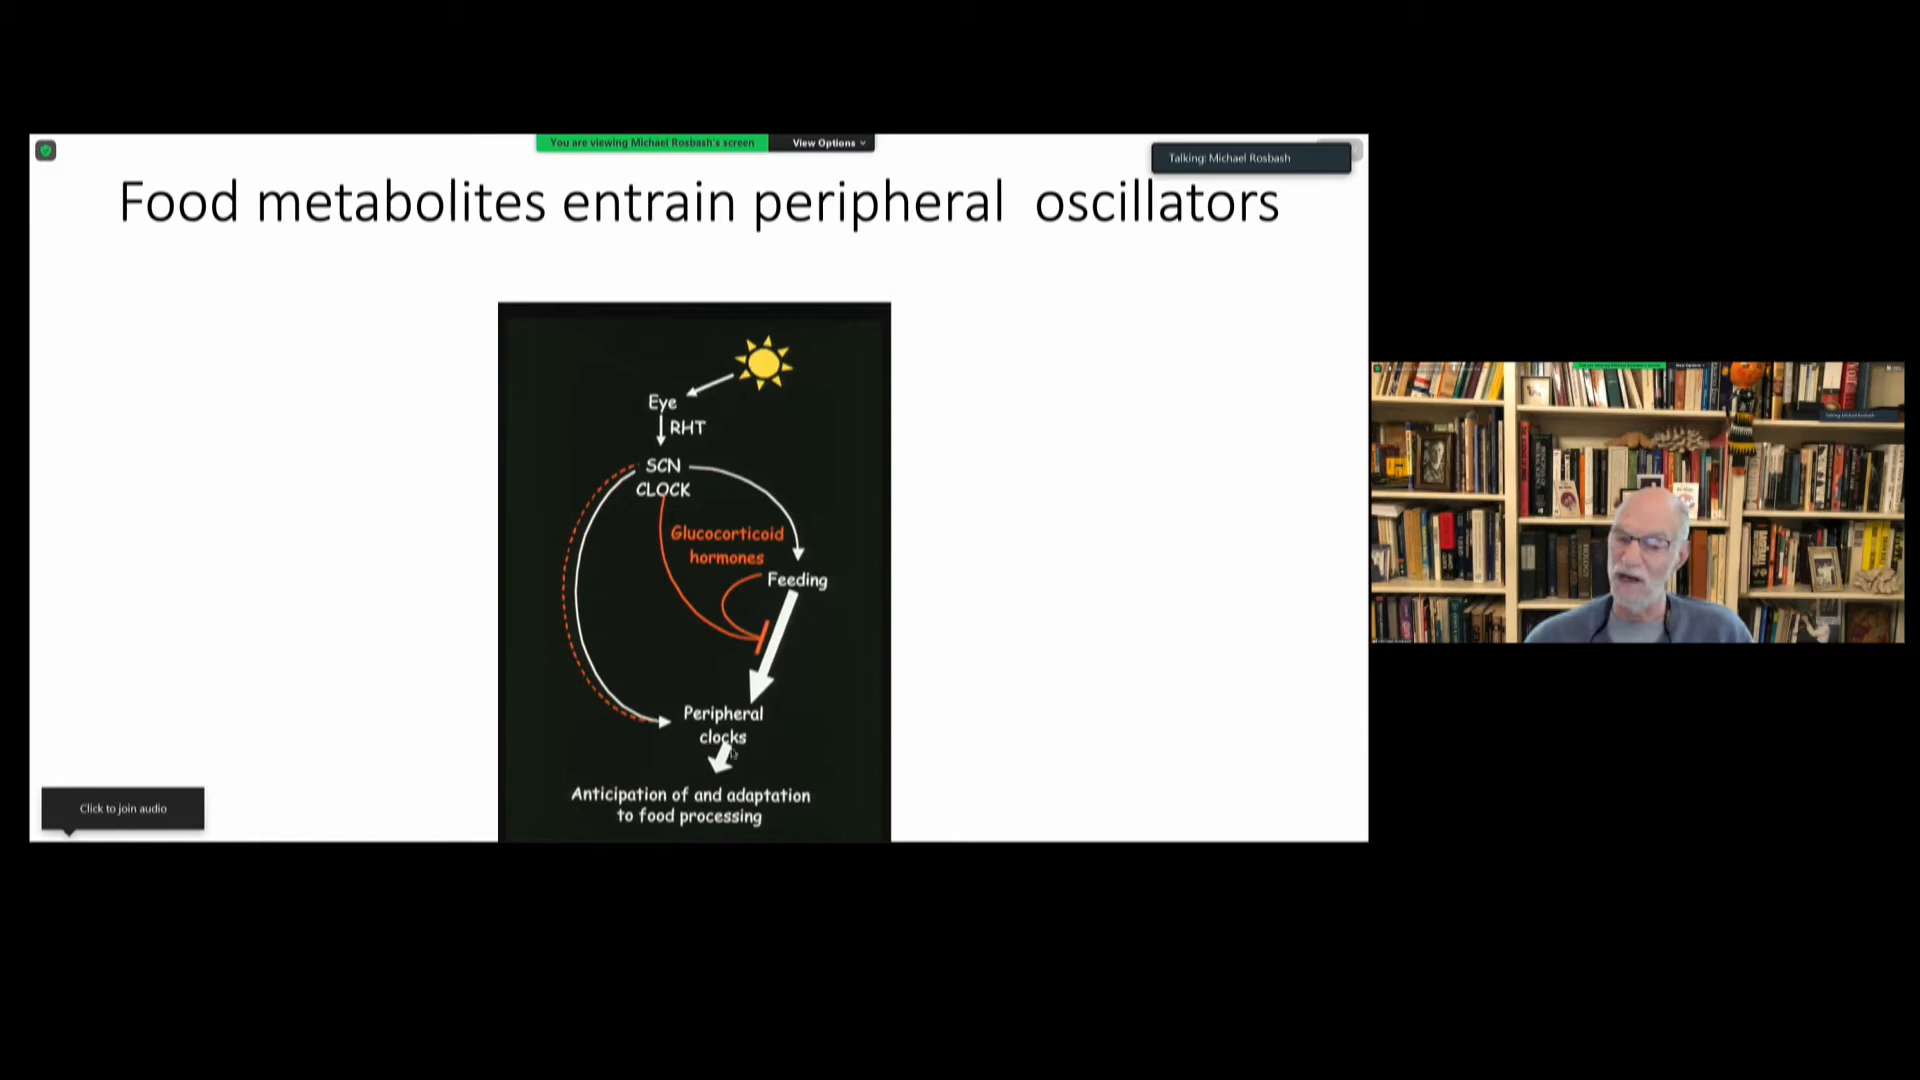 You are viewing Michael Rosbash's screen
View Options
Talking: Michael Rosbash
Food metabolites entrain peripheral oscillators
Eye
RHT
SCN
CLOCK
Glucocorticoid
hormones
Feeding
Peripheral
clocks
Anticipation of and adaptation
to food processing
Click to join audio